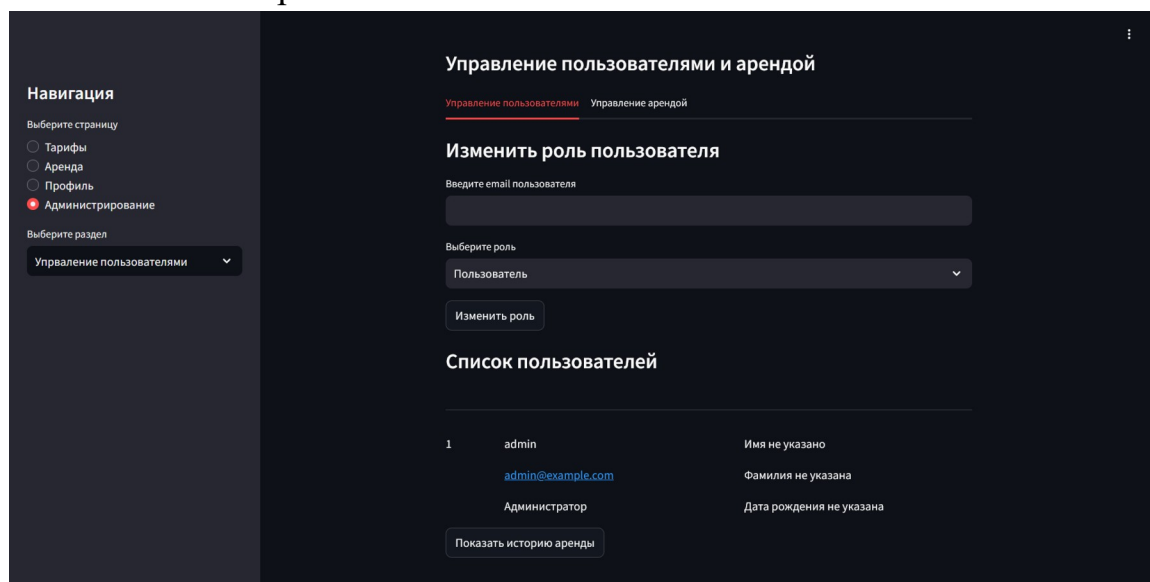 Навигация
Выберите страницу
Тарифы
Аренда
Профиль
Администрирование
Выберите раздел
Упрваление пользователями
Управление пользователями и арендой
Управление пользователями Управление арендой
Изменить роль пользователя
Введите email пользователя
Выберите роль
Пользователь
Изменить роль
Список пользователей
1 admin Имя не указано
admin@example.com Фамилия не указана
Администратор Дата рождения не указана
Показать историю аренды